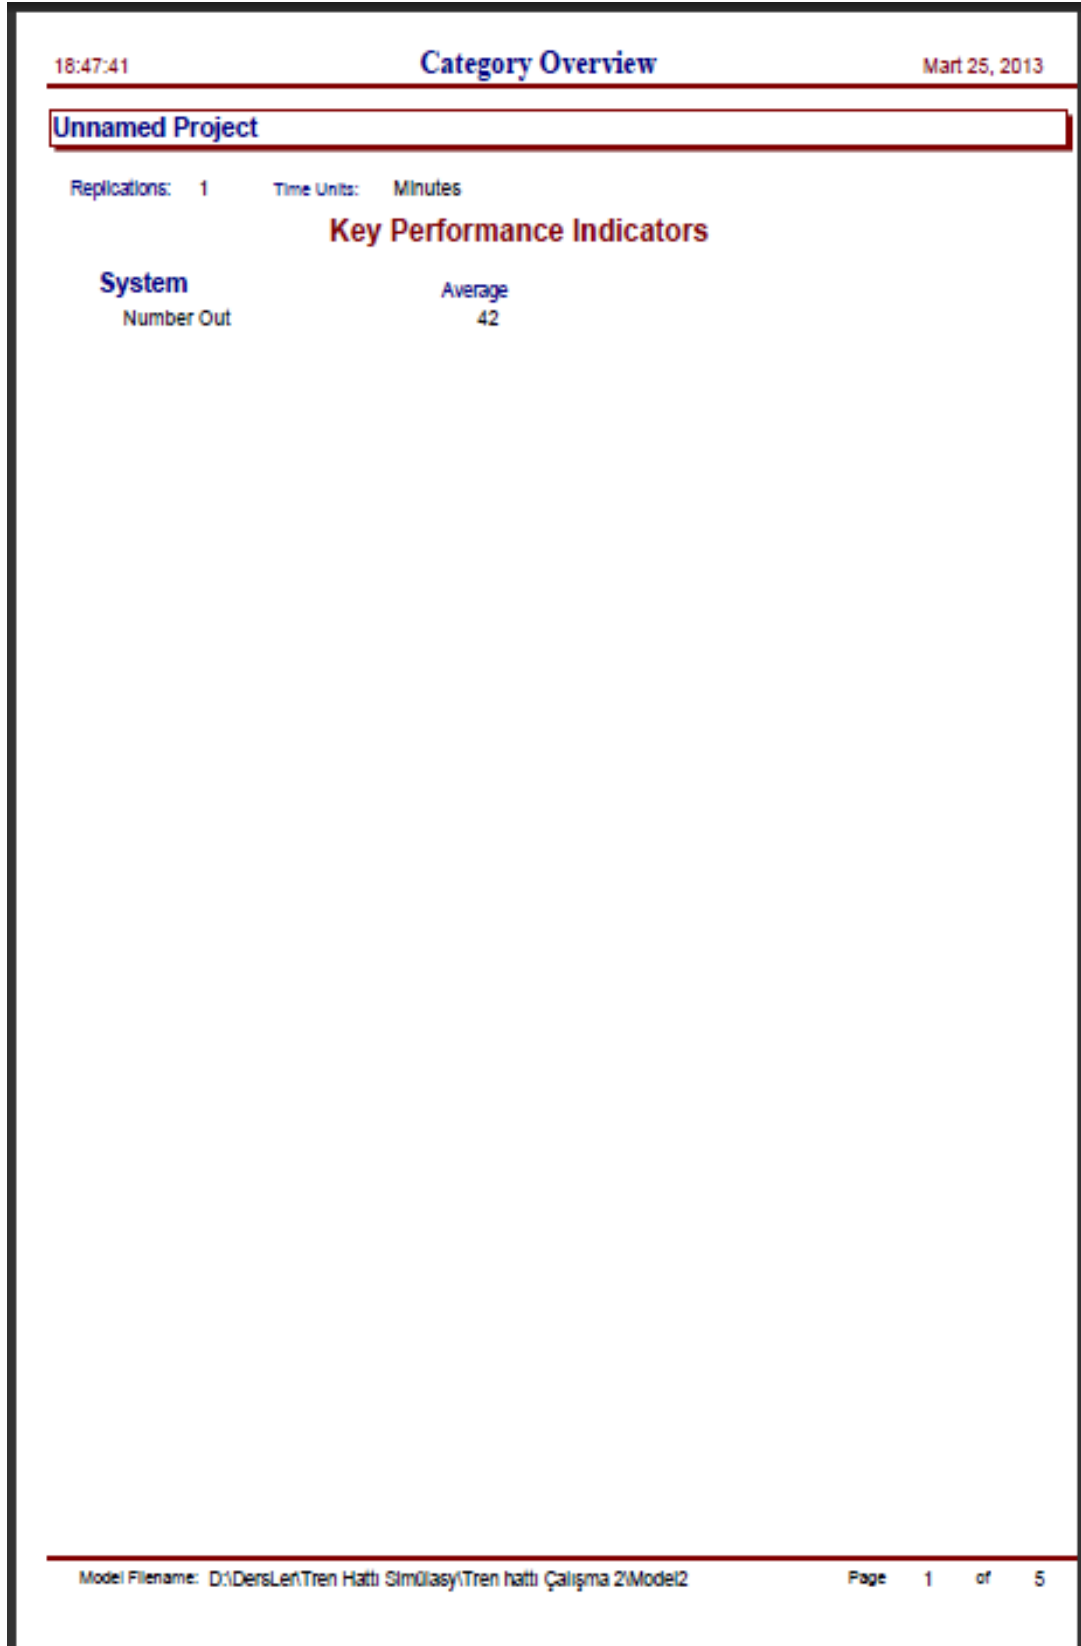 18:47:41 Category Overview Mart 25, 2013
Unnamed Project
Replications: 1 Time Units: Minutes
Key Performance Indicators
System Average
Number Out 42
Model Filename: D:\DersLer\Tren Hattı Simülasy\Tren hattı Çalışma 2\Model2 Page 1 of 5